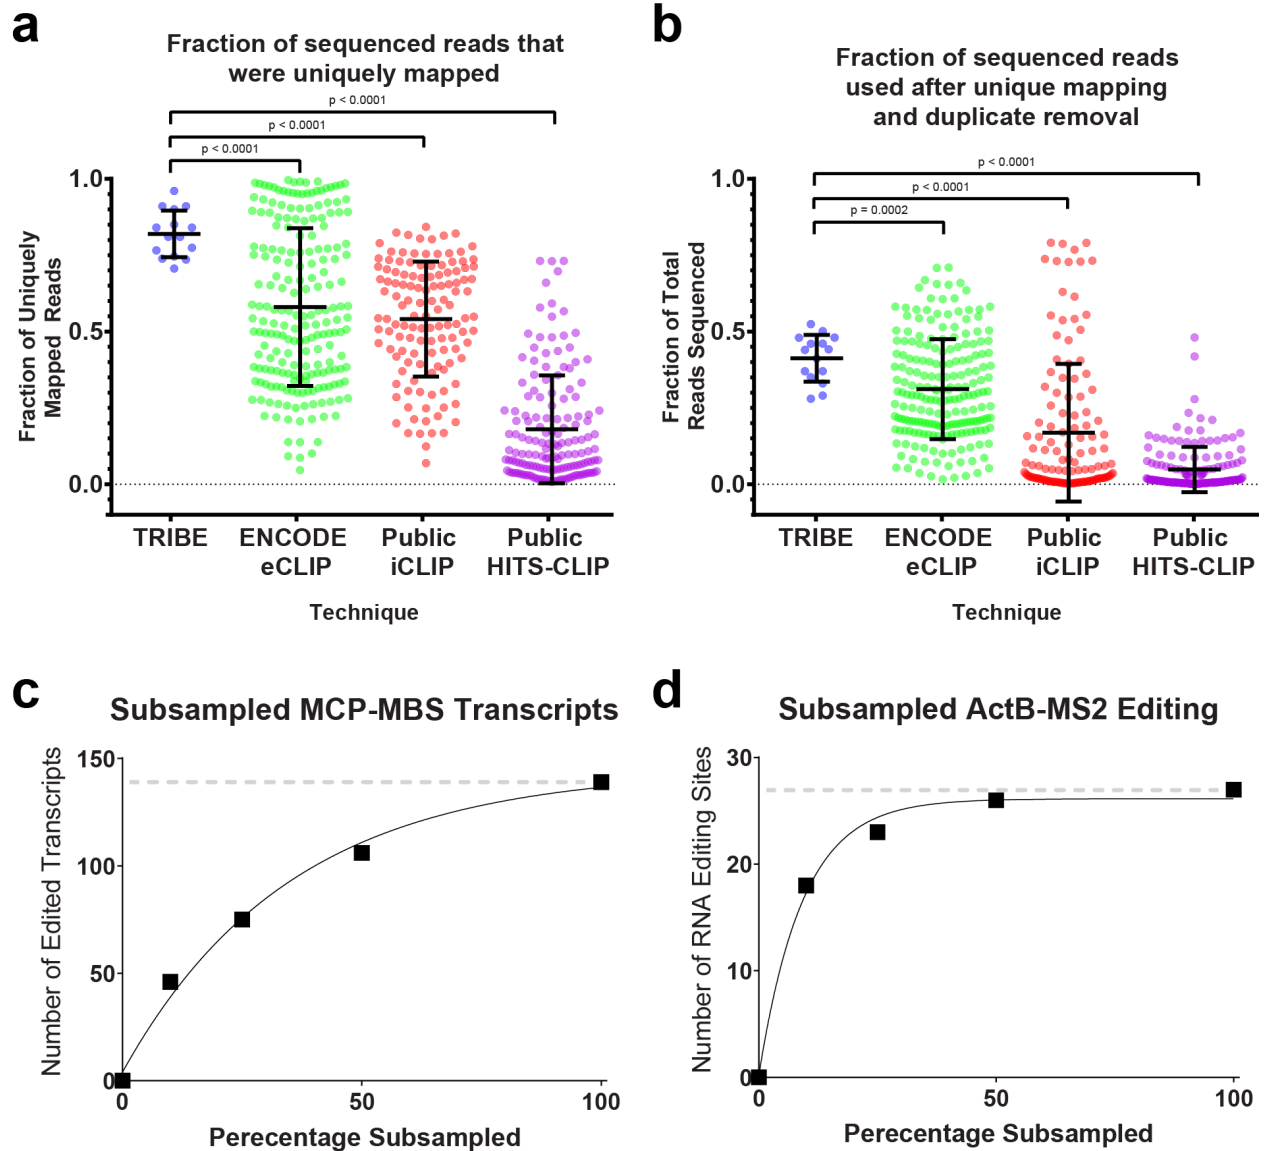 a
Fraction of sequenced reads that
were uniquely mapped
p < 0.0001
p < 0.0001
p < 0.0001
1.0
0.5
0.0
Fraction of Uniquely
Mapped Reads
TRIBE
ENCODE
eCLIP
Public
iCLIP
Public
HITS-CLIP
Technique
b
Fraction of sequenced reads
used after unique mapping
and duplicate removal
p < 0.0001
p < 0.0001
p = 0.0002
1.0
0.5
0.0
Fraction of Total
Reads Sequenced
TRIBE
ENCODE
eCLIP
Public
iCLIP
Public
HITS-CLIP
Technique
c
Subsampled MCP-MBS Transcripts
150
100
50
0
Number of Edited Transcripts
0
50
100
Perecentage Subsampled
d
Subsampled ActB-MS2 Editing
30
20
10
0
Number of RNA Editing Sites
0
50
100
Perecentage Subsampled